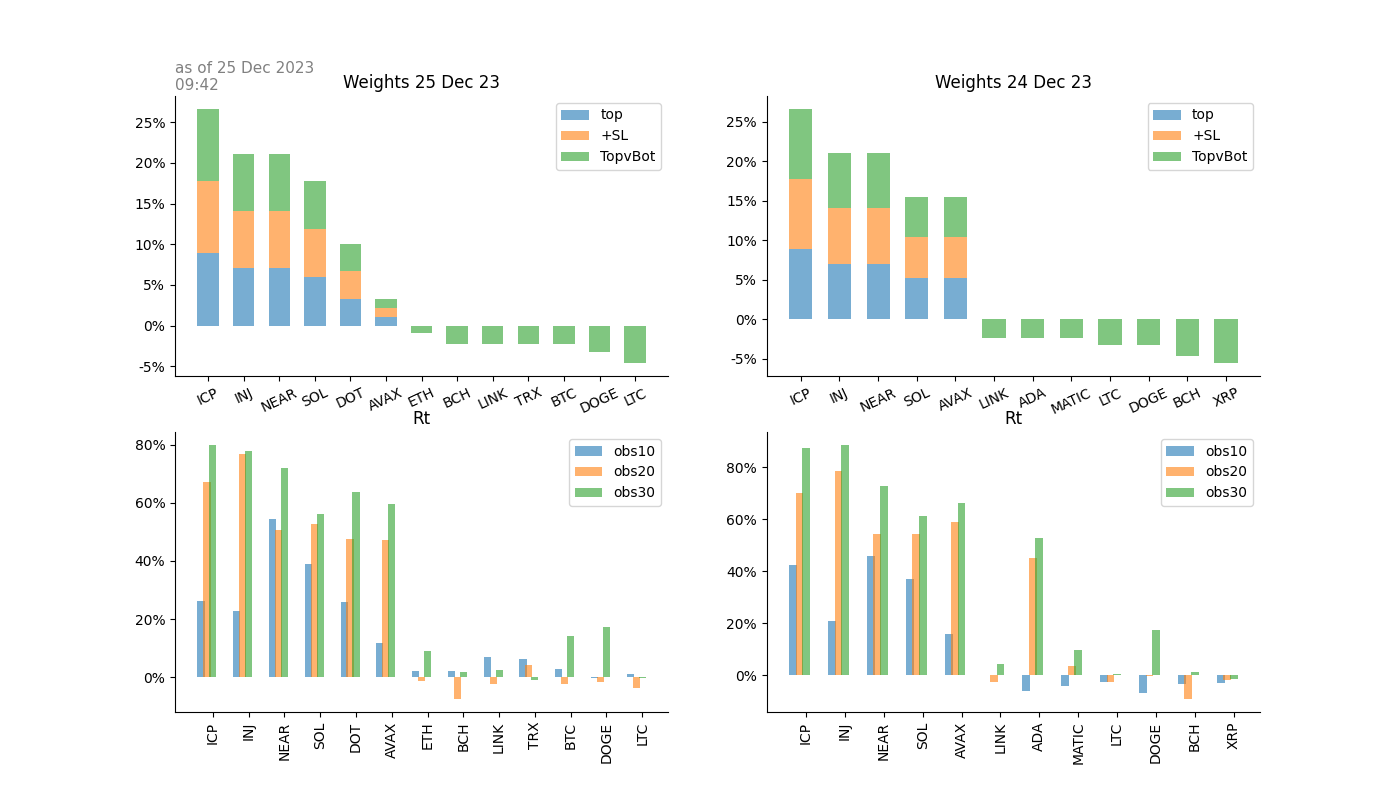 as of 25 Dec 2023
09:42
Weights 25 Dec 23
25%
20%
15%
10%
5%
0%
-5%
top
+SL
TopvBot
ICP INJ NEAR SOL DOT AVAX ETH BCH LINK TRX BTC DOGE LTC
Weights 24 Dec 23
25%
20%
15%
10%
5%
0%
-5%
top
+SL
TopvBot
ICP INJ NEAR SOL AVAX LINK ADA MATIC LTC DOGE BCH XRP
Rt
80%
60%
40%
20%
0%
obs10
obs20
obs30
ICP INJ NEAR SOL DOT AVAX ETH BCH LINK TRX BTC DOGE LTC
Rt
80%
60%
40%
20%
0%
obs10
obs20
obs30
ICP INJ NEAR SOL AVAX LINK ADA MATIC LTC DOGE BCH XRP